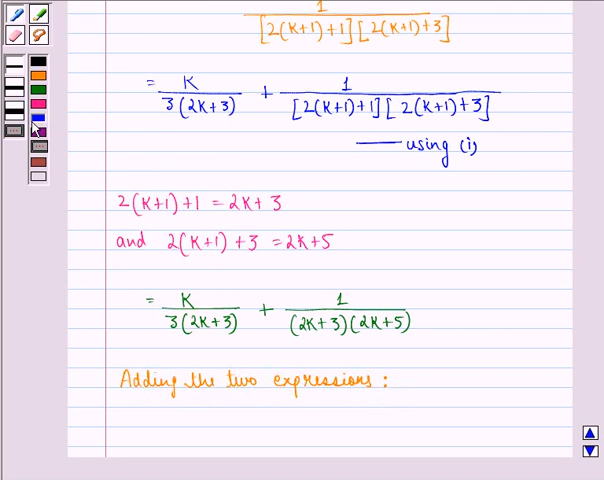 1
[2(K+1)+1][2(K+1)+3]
= K/3(2K+3) + 1/[2(K+1)+1][2(K+1)+3]
—— using (i)
2(K+1)+1 = 2K+3
and 2(K+1)+3 = 2K+5
= K/3(2K+3) + 1/(2K+3)(2K+5)
Adding the two expressions :